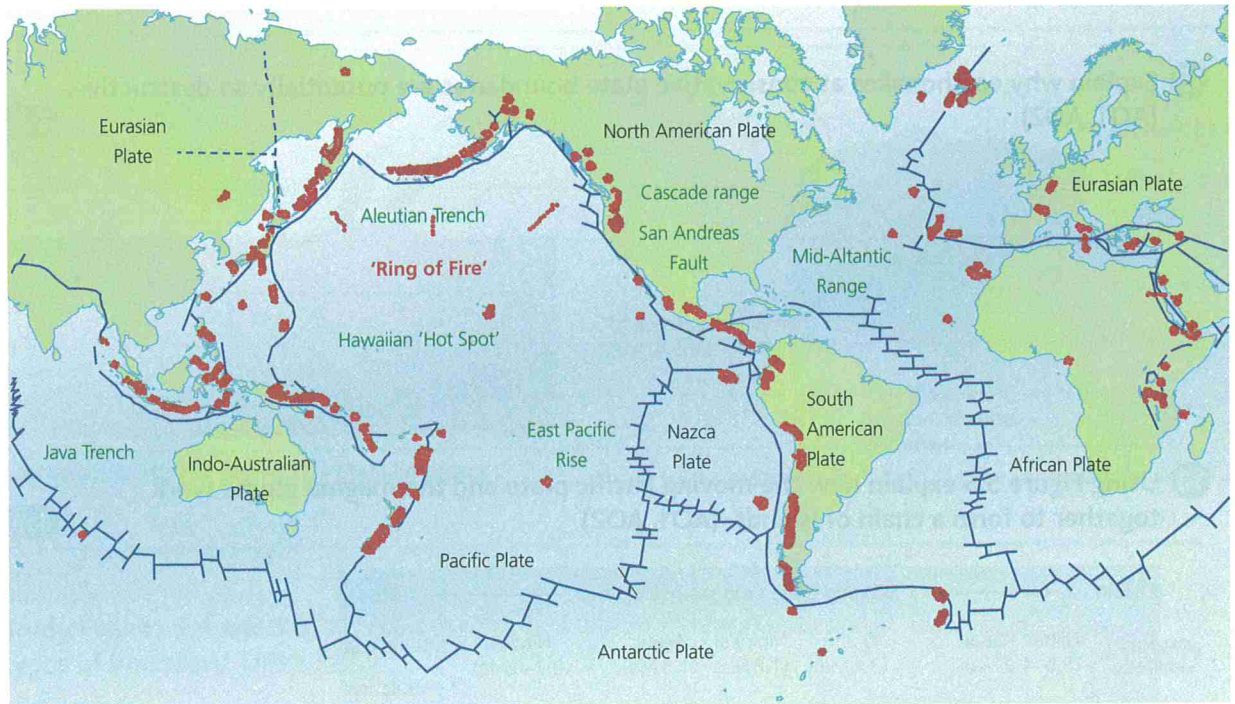 Eurasian
Plate
North American Plate
Eurasian Plate
Aleutian Trench
Cascade range
San Andreas
Fault
'Ring of Fire'
Mid-Altantic
Range
Hawaiian 'Hot Spot'
Java Trench
Indo-Australian
Plate
East Pacific
Rise
Nazca
Plate
South
American
Plate
African Plate
Pacific Plate
Antarctic Plate